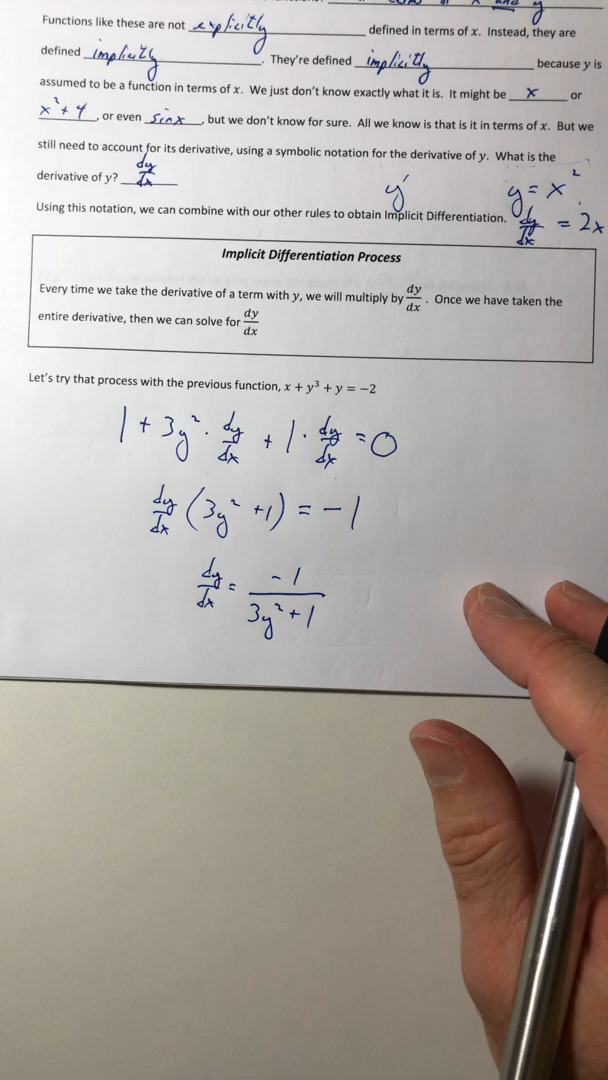 and y
Functions like these are not explicitly defined in terms of x. Instead, they are
defined implicitly. They're defined implicitly because y is
assumed to be a function in terms of x. We just don't know exactly what it is. It might be x or
x² + 4, or even sinx, but we don't know for sure. All we know is that is it in terms of x. But we
still need to account for its derivative, using a symbolic notation for the derivative of y. What is the
derivative of y? dy/dx y' y = x²
Using this notation, we can combine with our other rules to obtain Implicit Differentiation. dy/dx = 2x
Implicit Differentiation Process
Every time we take the derivative of a term with y, we will multiply by dy/dx. Once we have taken the
entire derivative, then we can solve for dy/dx
Let's try that process with the previous function, x + y³ + y = −2
1 + 3y² · dy/dx + 1 · dy/dx = 0
dy/dx (3y² + 1) = −1
dy/dx = −1/(3y² + 1)